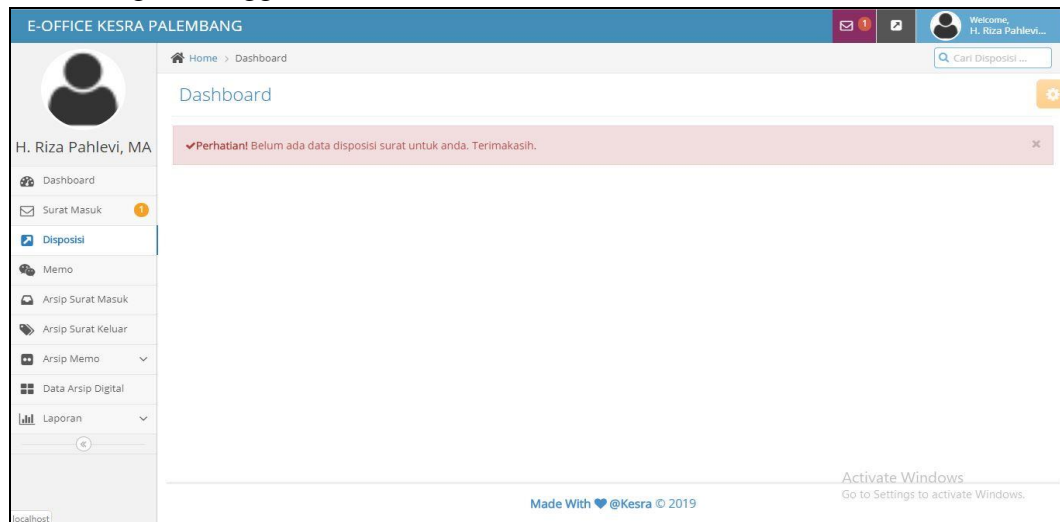 E-OFFICE KESRA PALEMBANG
1
Welcome,
H. Riza Pahlevi...
Home > Dashboard
Cari Disposisi ...
Dashboard
H. Riza Pahlevi, MA
Perhatian! Belum ada data disposisi surat untuk anda. Terimakasih.
Dashboard
Surat Masuk 1
Disposisi
Memo
Arsip Surat Masuk
Arsip Surat Keluar
Arsip Memo
Data Arsip Digital
Laporan
Activate Windows
Go to Settings to activate Windows.
Made With @Kesra © 2019
localhost